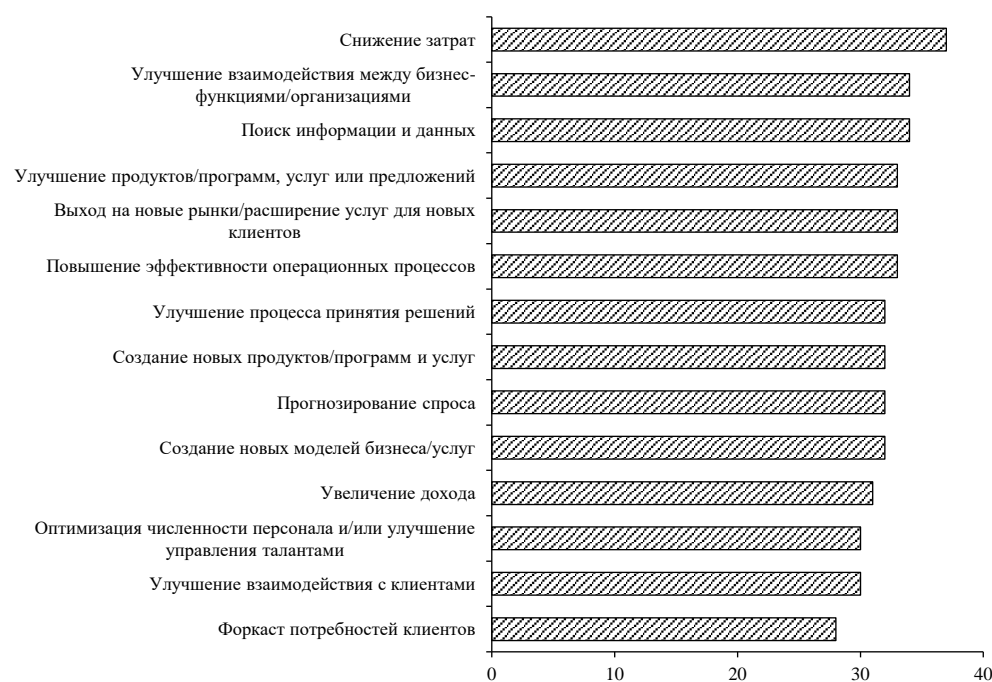 Снижение затрат
Улучшение взаимодействия между бизнес-
функциями/организациями
Поиск информации и данных
Улучшение продуктов/программ, услуг или предложений
Выход на новые рынки/расширение услуг для новых
клиентов
Повышение эффективности операционных процессов
Улучшение процесса принятия решений
Создание новых продуктов/программ и услуг
Прогнозирование спроса
Создание новых моделей бизнеса/услуг
Увеличение дохода
Оптимизация численности персонала и/или улучшение
управления талантами
Улучшение взаимодействия с клиентами
Форкаст потребностей клиентов
0 10 20 30 40